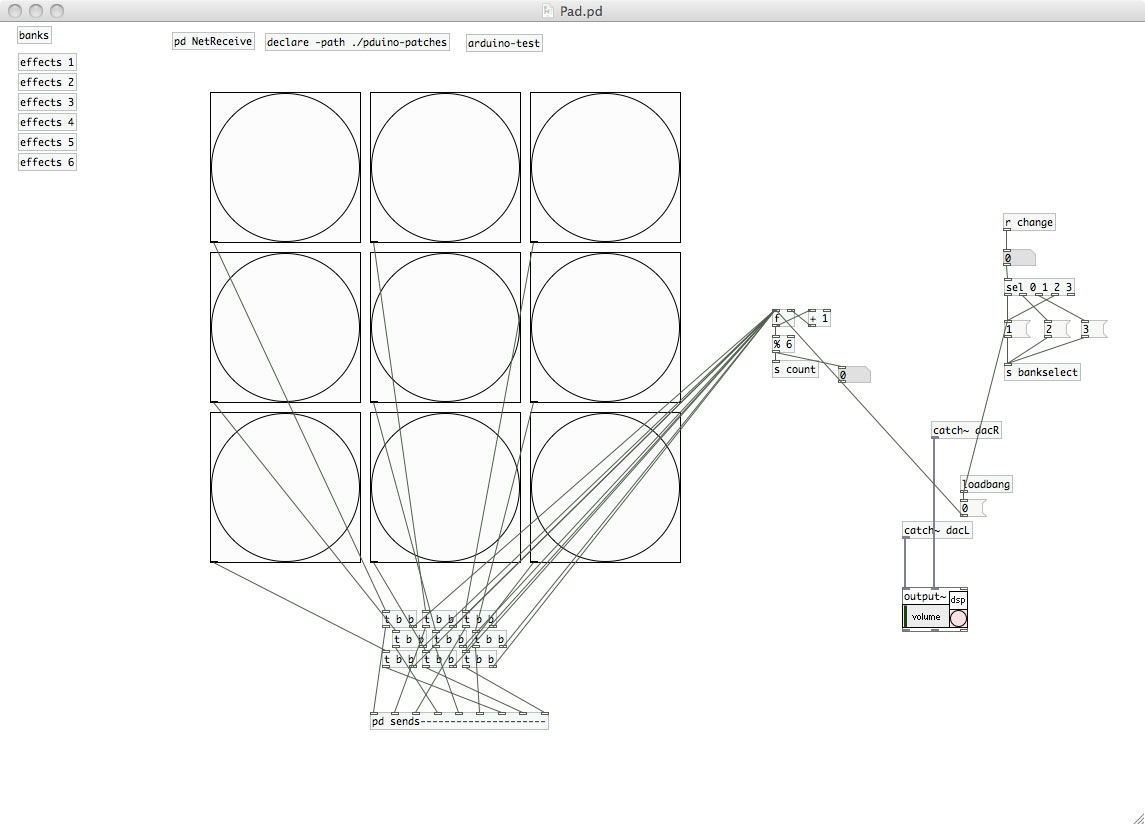 Pad.pd
banks
pd NetReceive
declare -path ./pduino-patches
arduino-test
effects 1
effects 2
effects 3
effects 4
effects 5
effects 6
r change
0
sel 0 1 2 3
f
+ 1
1
2
3
% 6
s count
0
s bankselect
catch~ dacR
loadbang
0
catch~ dacL
output~
dsp
volume
t b b
t b b
t b b
t b b
t b b
t b b
t b b
t b b
t b b
pd sends------------------